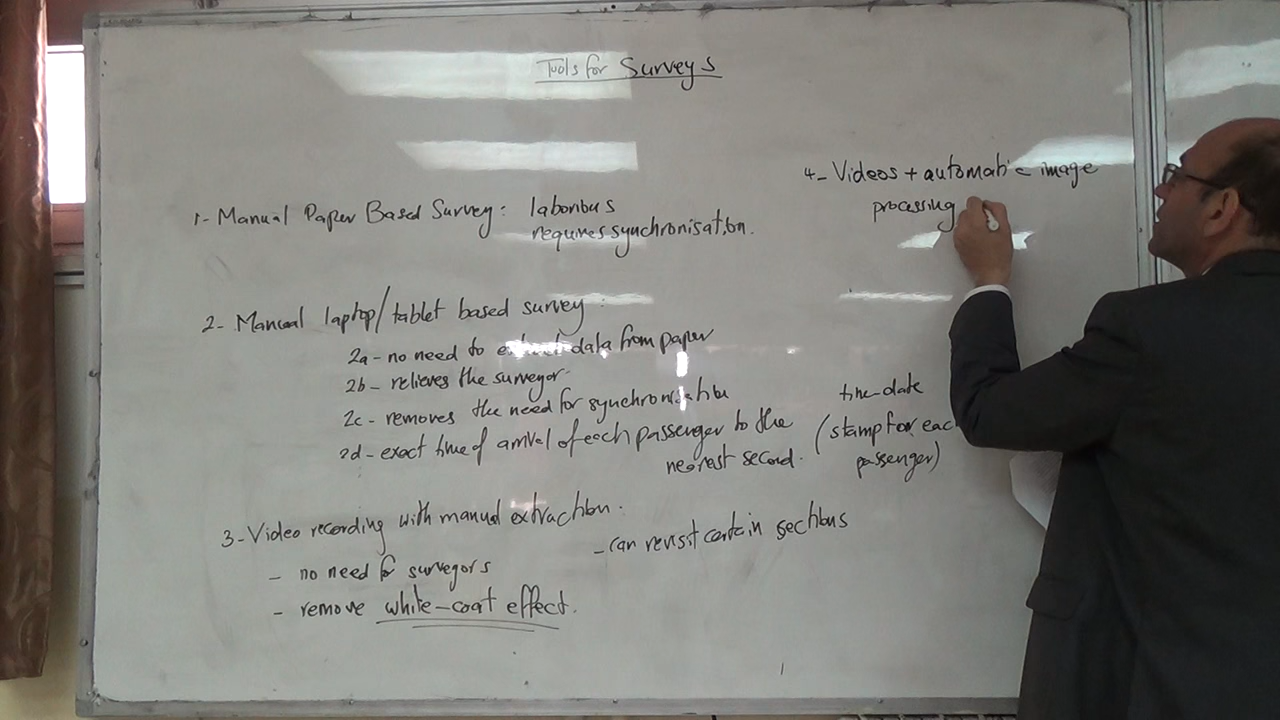 Tools for Surveys
1- Manual Paper Based Survey: laborious
requires synchronisation.
2- Manual laptop/tablet based survey:
2a- no need to extract data from paper
2b- relieves the surveyor.
2c- removes the need for synchronisation
2d- exact time of arrival of each passenger to the
nearest second. (time-date
stamp for each
passenger)
3- Video recording with manual extraction.
- no need for surveyors
- remove white-coat effect.
- can revisit certain sections
4- Videos + automatic image
processing